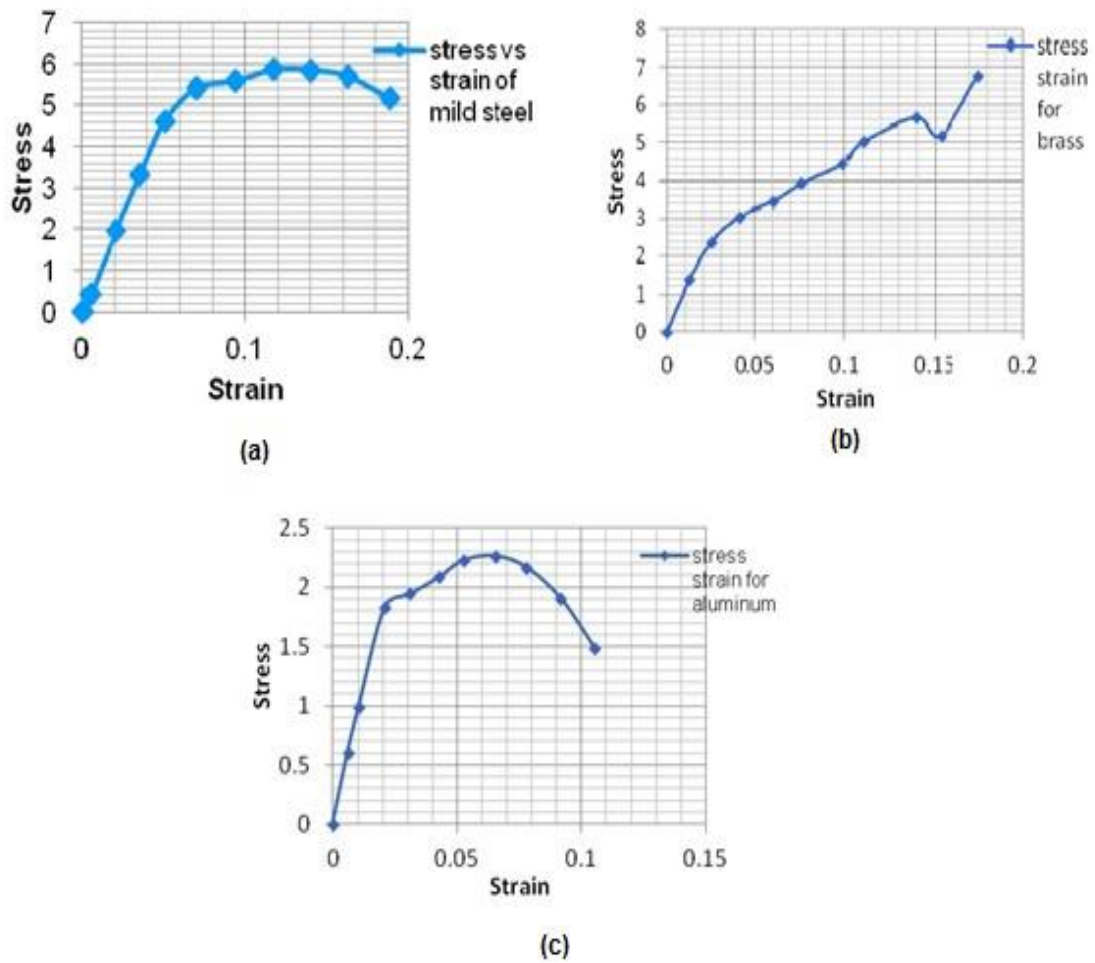 7
6
5
4
3
2
1
0
Stress
0 0.1 0.2
Strain
stress vs
strain of
mild steel
(a)
8
7
6
5
4
3
2
1
0
Stress
0 0.05 0.1 0.15 0.2
Strain
stress
strain
for
brass
(b)
2.5
2
1.5
1
0.5
0
Stress
0 0.05 0.1 0.15
Strain
stress
strain for
aluminum
(c)